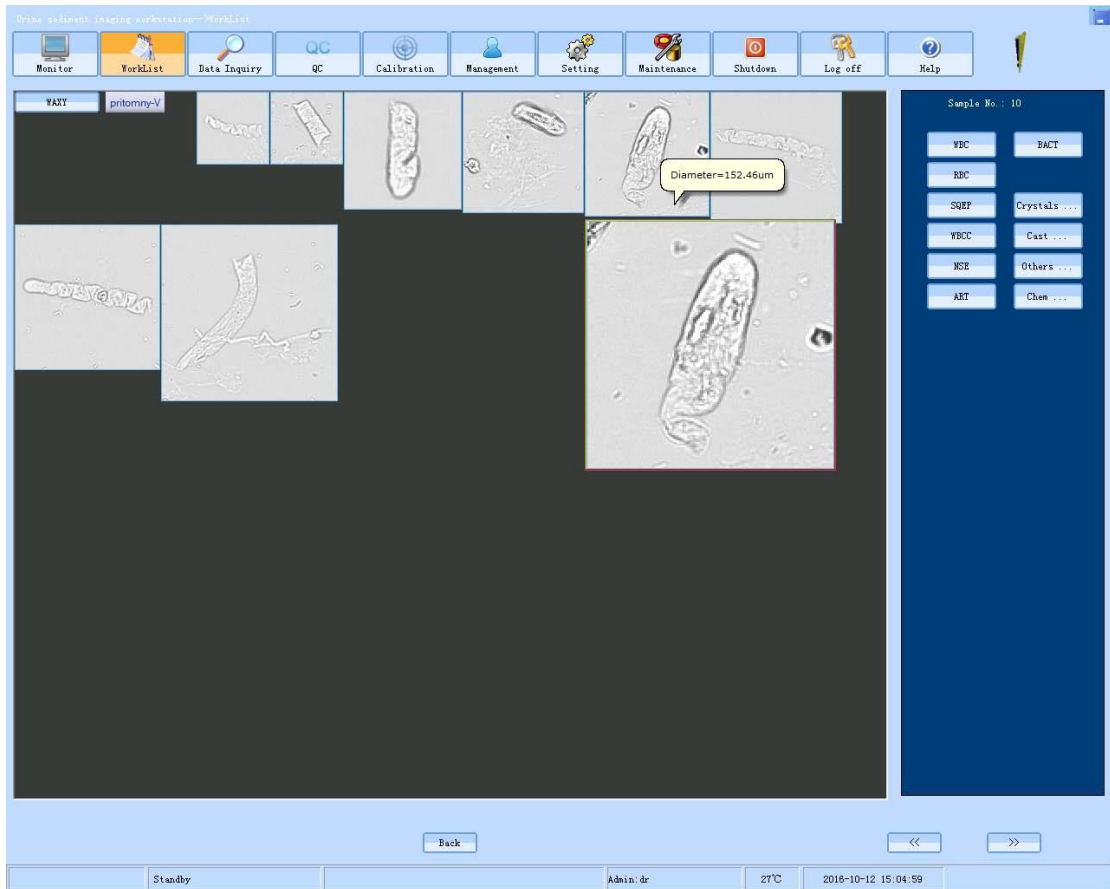 Urine sediment imaging workstation-->WorkList
Monitor WorkList Data Inquiry QC QC Calibration Management Setting Maintenance Shutdown Log off Help
WAXY pritomny-V
Diameter=152.46um
Sample No.: 10
WBC BACT
RBC
SQEP Crystals ...
WBCC Cast ...
NSE Others ...
ART Chem ...
Back << >>
Standby Admin:dr 27℃ 2016-10-12 15:04:59